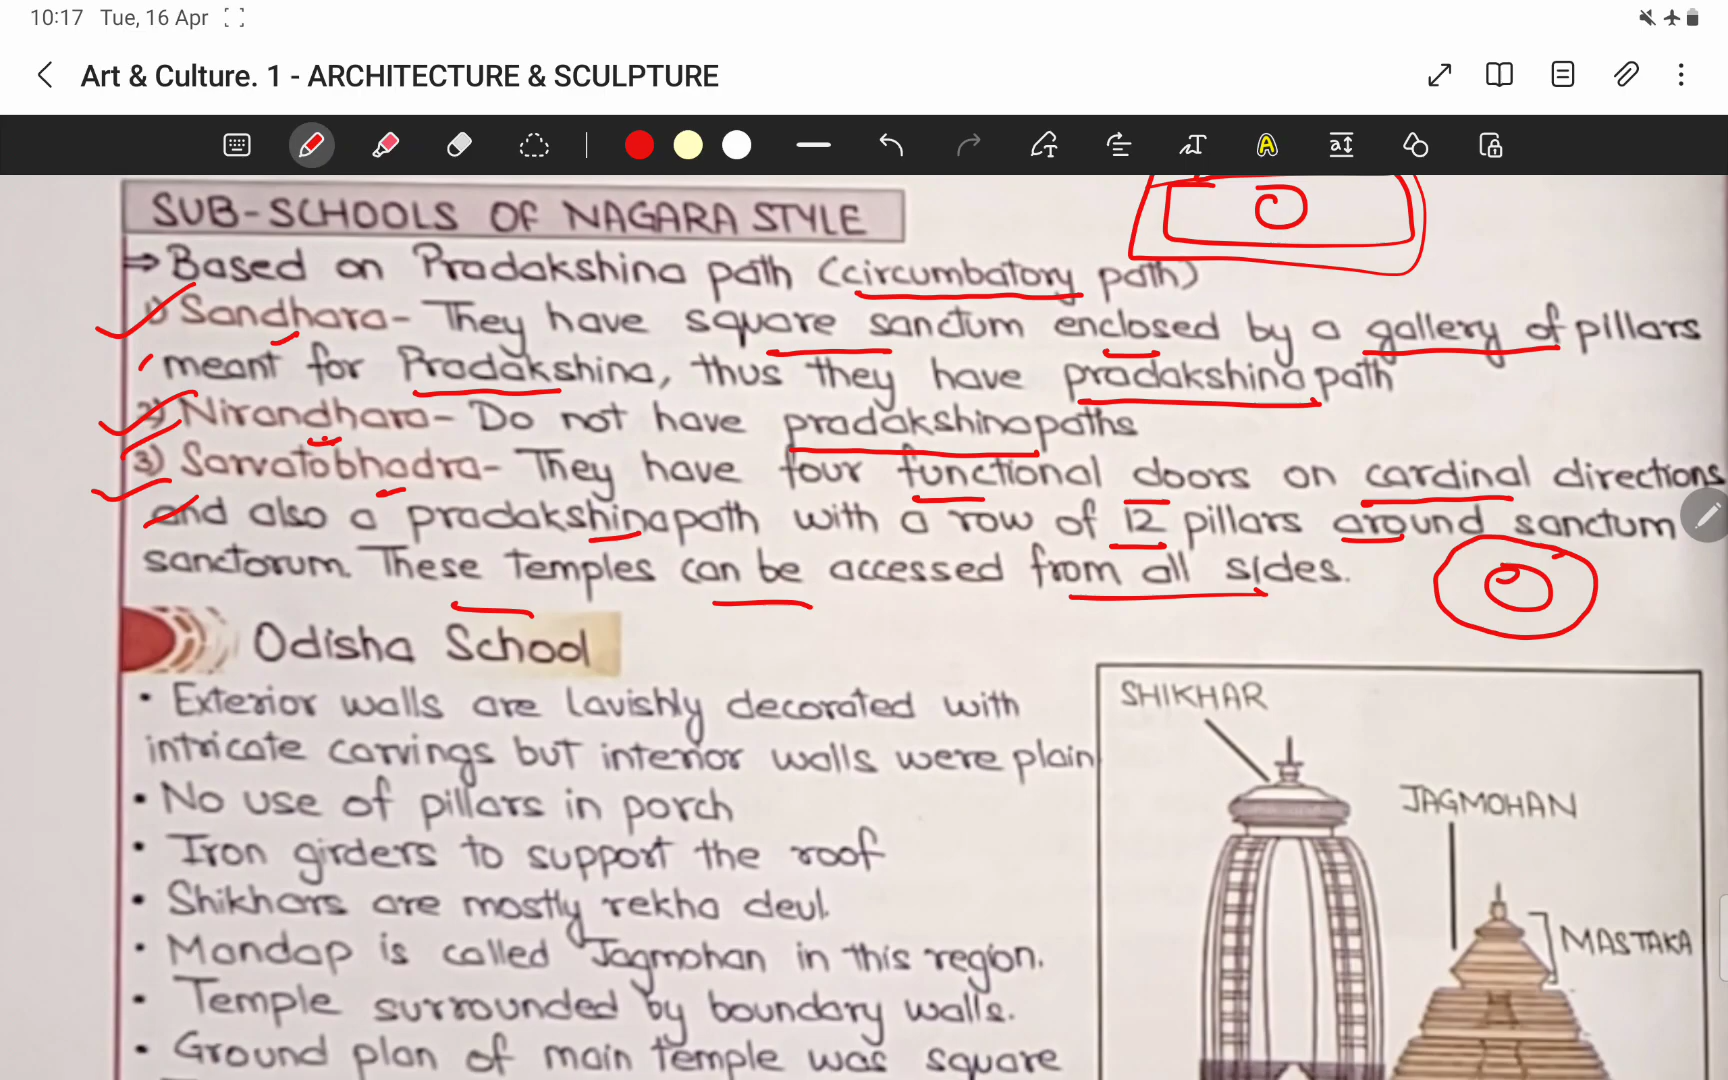 10:17 Tue, 16 Apr
Art & Culture. 1 - ARCHITECTURE & SCULPTURE
SUB-SCHOOLS OF NAGARA STYLE
⇒ Based on Pradakshina path (circumbatory path)
1) Sandhara- They have square sanctum enclosed by a gallery of pillars
meant for Pradakshina, thus they have pradakshina path
2) Nirandhara- Do not have pradakshina paths
3) Sarvatobhadra- They have four functional doors on cardinal directions
and also a pradakshina path with a row of 12 pillars around sanctum
sanctorum. These temples can be accessed from all sides.
Odisha School
• Exterior walls are lavishly decorated with
intricate carvings but interior walls were plain
• No use of pillars in porch
• Iron girders to support the roof
• Shikhars are mostly rekha deul.
• Mandap is called Jagmohan in this region.
• Temple surrounded by boundary walls.
• Ground plan of main temple was square
SHIKHAR
JAGMOHAN
MASTAKA